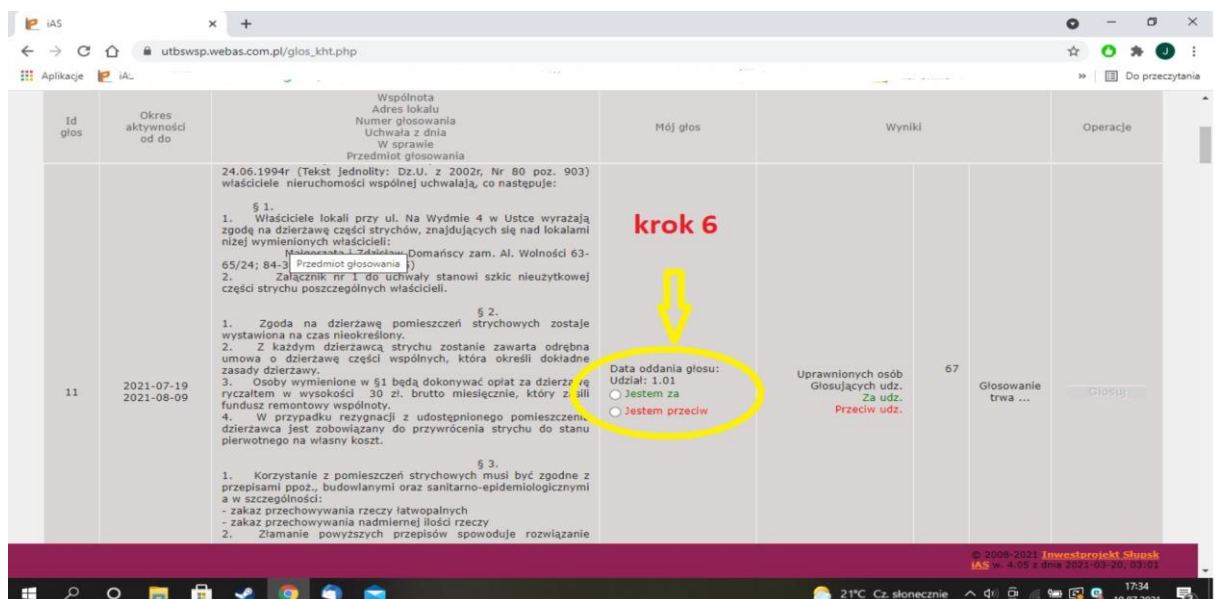 iAS
utbswsp.webas.com.pl/glos_kht.php
Aplikacje
Do przeczytania
Id
głos
Okres
aktywności
od do
Wspólnota
Adres lokalu
Numer głosowania
Uchwała z dnia
W sprawie
Przedmiot głosowania
Mój głos
Wyniki
Operacje
24.06.1994r (Tekst jednolity: Dz.U. z 2002r, Nr 80 poz. 903)
właściciele nieruchomości wspólnej uchwalają, co następuje:
§ 1.
1. Właściciele lokali przy ul. Na Wydmie 4 w Ustce wyrażają
zgodę na dzierżawę części strychów, znajdujących się nad lokalami
niżej wymienionych właścicieli:
Małgorzata i Zdzisław Domańscy zam. Al. Wolności 63-
65/24; 84-3
Przedmiot głosowania
2. Załącznik nr 1 do uchwały stanowi szkic nieużytkowej
części strychu poszczególnych właścicieli.
§ 2.
1. Zgoda na dzierżawę pomieszczeń strychowych zostaje
wystawiona na czas nieokreślony.
2. Z każdym dzierżawcą strychu zostanie zawarta odrębna
umowa o dzierżawę części wspólnych, która określi dokładne
zasady dzierżawy.
3. Osoby wymienione w §1 będą dokonywać opłat za dzierżawę
ryczałtem w wysokości 30 zł. brutto miesięcznie, który zasili
fundusz remontowy wspólnoty.
4. W przypadku rezygnacji z udostępnionego pomieszczenia
dzierżawca jest zobowiązany do przywrócenia strychu do stanu
pierwotnego na własny koszt.
§ 3.
1. Korzystanie z pomieszczeń strychowych musi być zgodne z
przepisami ppoż., budowlanymi oraz sanitarno-epidemiologicznymi
a w szczególności:
- zakaz przechowywania rzeczy łatwopalnych
- zakaz przechowywania nadmiernej ilości rzeczy
2. Złamanie powyższych przepisów spowoduje rozwiązanie
11
2021-07-19
2021-08-09
krok 6
Data oddania głosu:
Udział: 1.01
Jestem za
Jestem przeciw
Uprawnionych osób
Głosujących udz.
Za udz.
Przeciw udz.
67
Głosowanie
trwa ...
Głosuj
© 2008-2021 Inwestprojekt Słupsk
iAS w. 4.05 z dnia 2021-03-20, 03:01
21°C Cz. słonecznie
17:34